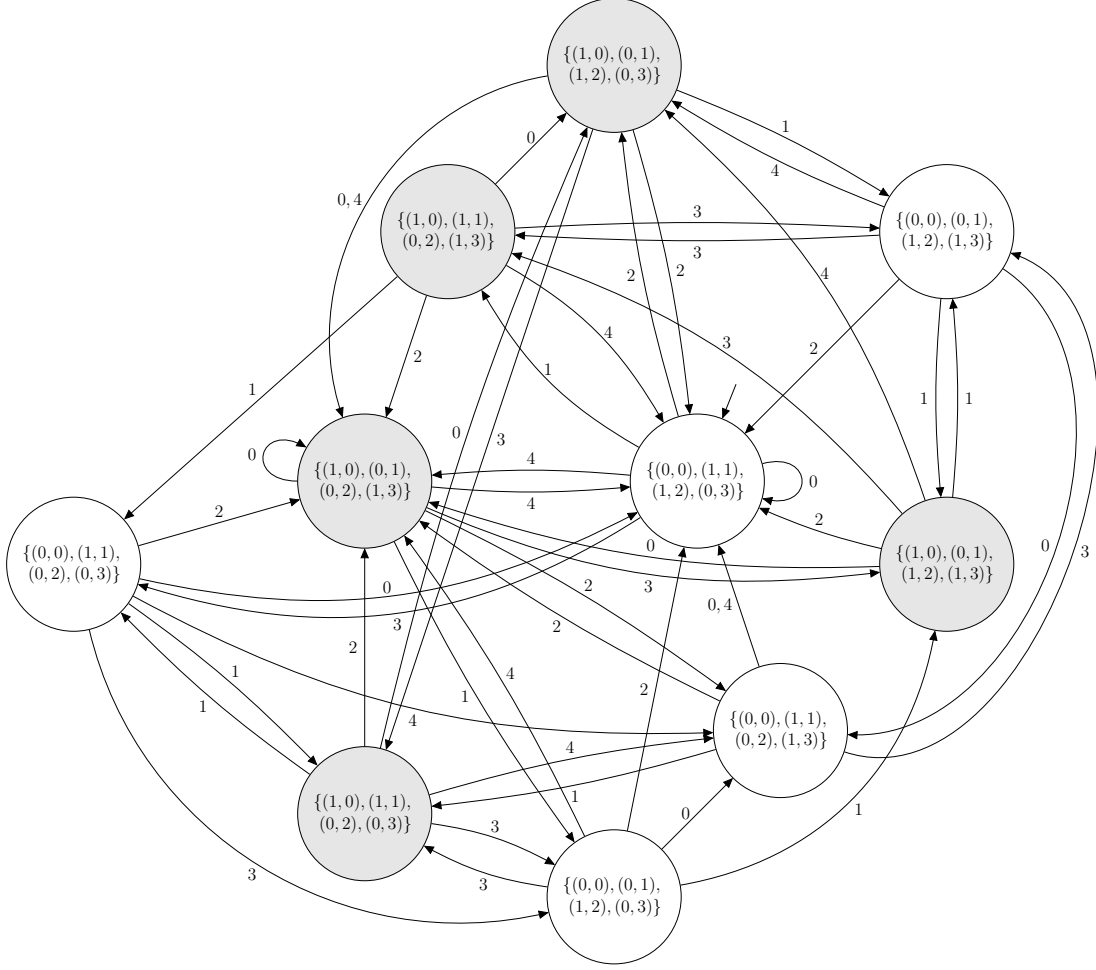 {(1, 0), (0, 1),
(1, 2), (0, 3)}
1
0
4
{(1, 0), (1, 1),
(0, 2), (1, 3)}
{(0, 0), (0, 1),
(1, 2), (1, 3)}
0, 4
3
3
2
2
4
4
3
2
2
1
1
1
1
0
3
{(1, 0), (0, 1),
(0, 2), (1, 3)}
0
4
{(0, 0), (1, 1),
(1, 2), (0, 3)}
0
4
2
2
{(0, 0), (1, 1),
(0, 2), (0, 3)}
0
{(1, 0), (0, 1),
(1, 2), (1, 3)}
0
3
0
3
2
0, 4
3
2
2
1
4
2
1
1
4
{(0, 0), (1, 1),
(0, 2), (1, 3)}
4
1
{(1, 0), (1, 1),
(0, 2), (0, 3)}
3
0
1
3
3
{(0, 0), (0, 1),
(1, 2), (0, 3)}